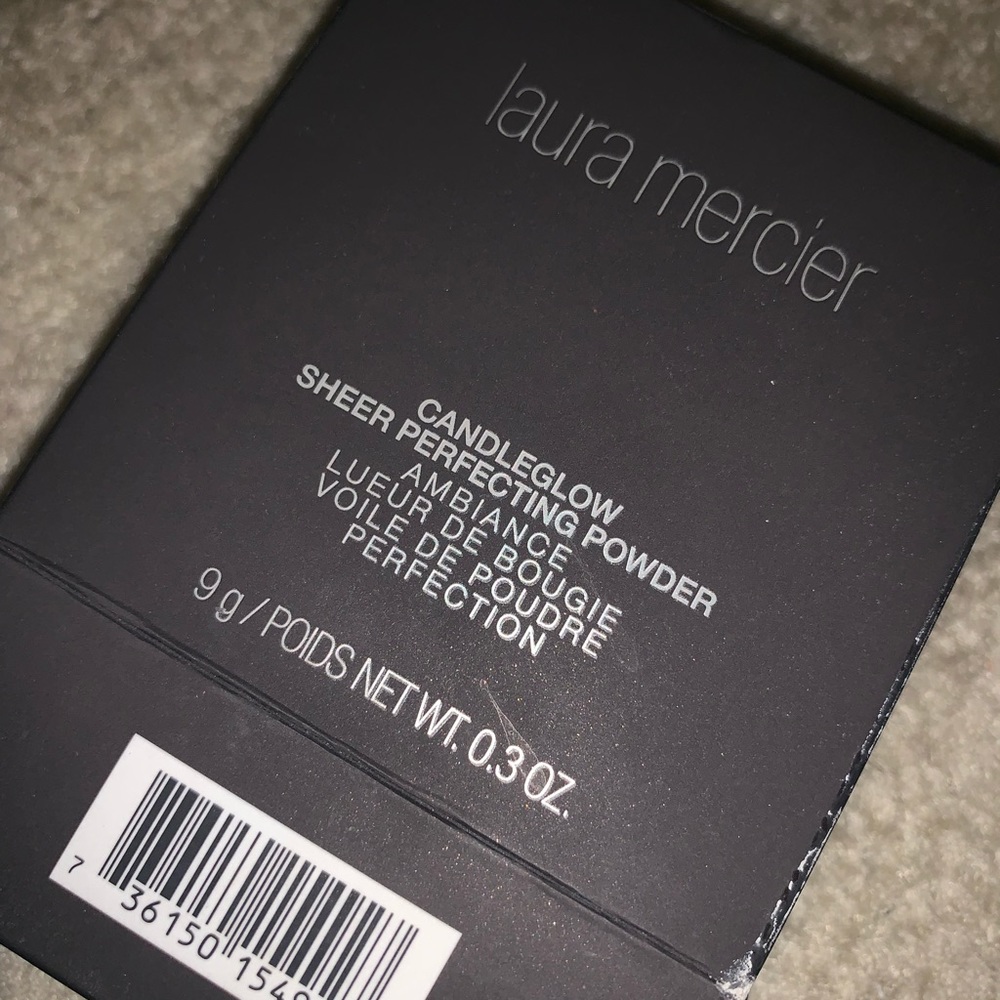 laura mercier
CANDLEGLOW
SHEER PERFECTING POWDER
AMBIANCE
LUEUR DE BOUGIE
VOILE DE POUDRE
PERFECTION
9 g / POIDS NET WT. 0.3 OZ.
7 36150